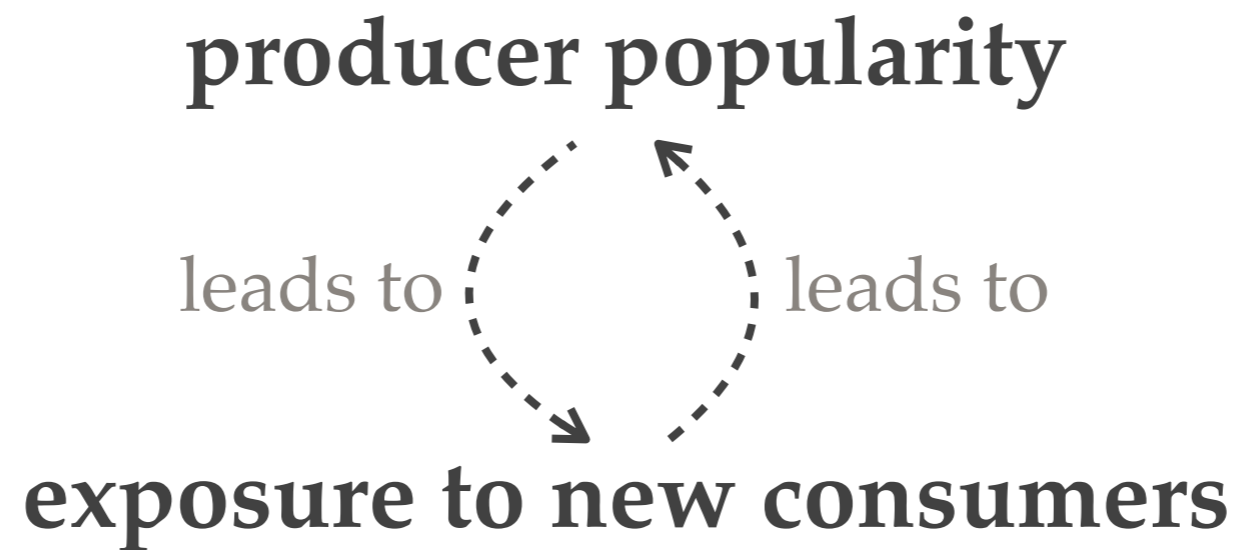 producer popularity
leads to
leads to
exposure to new consumers